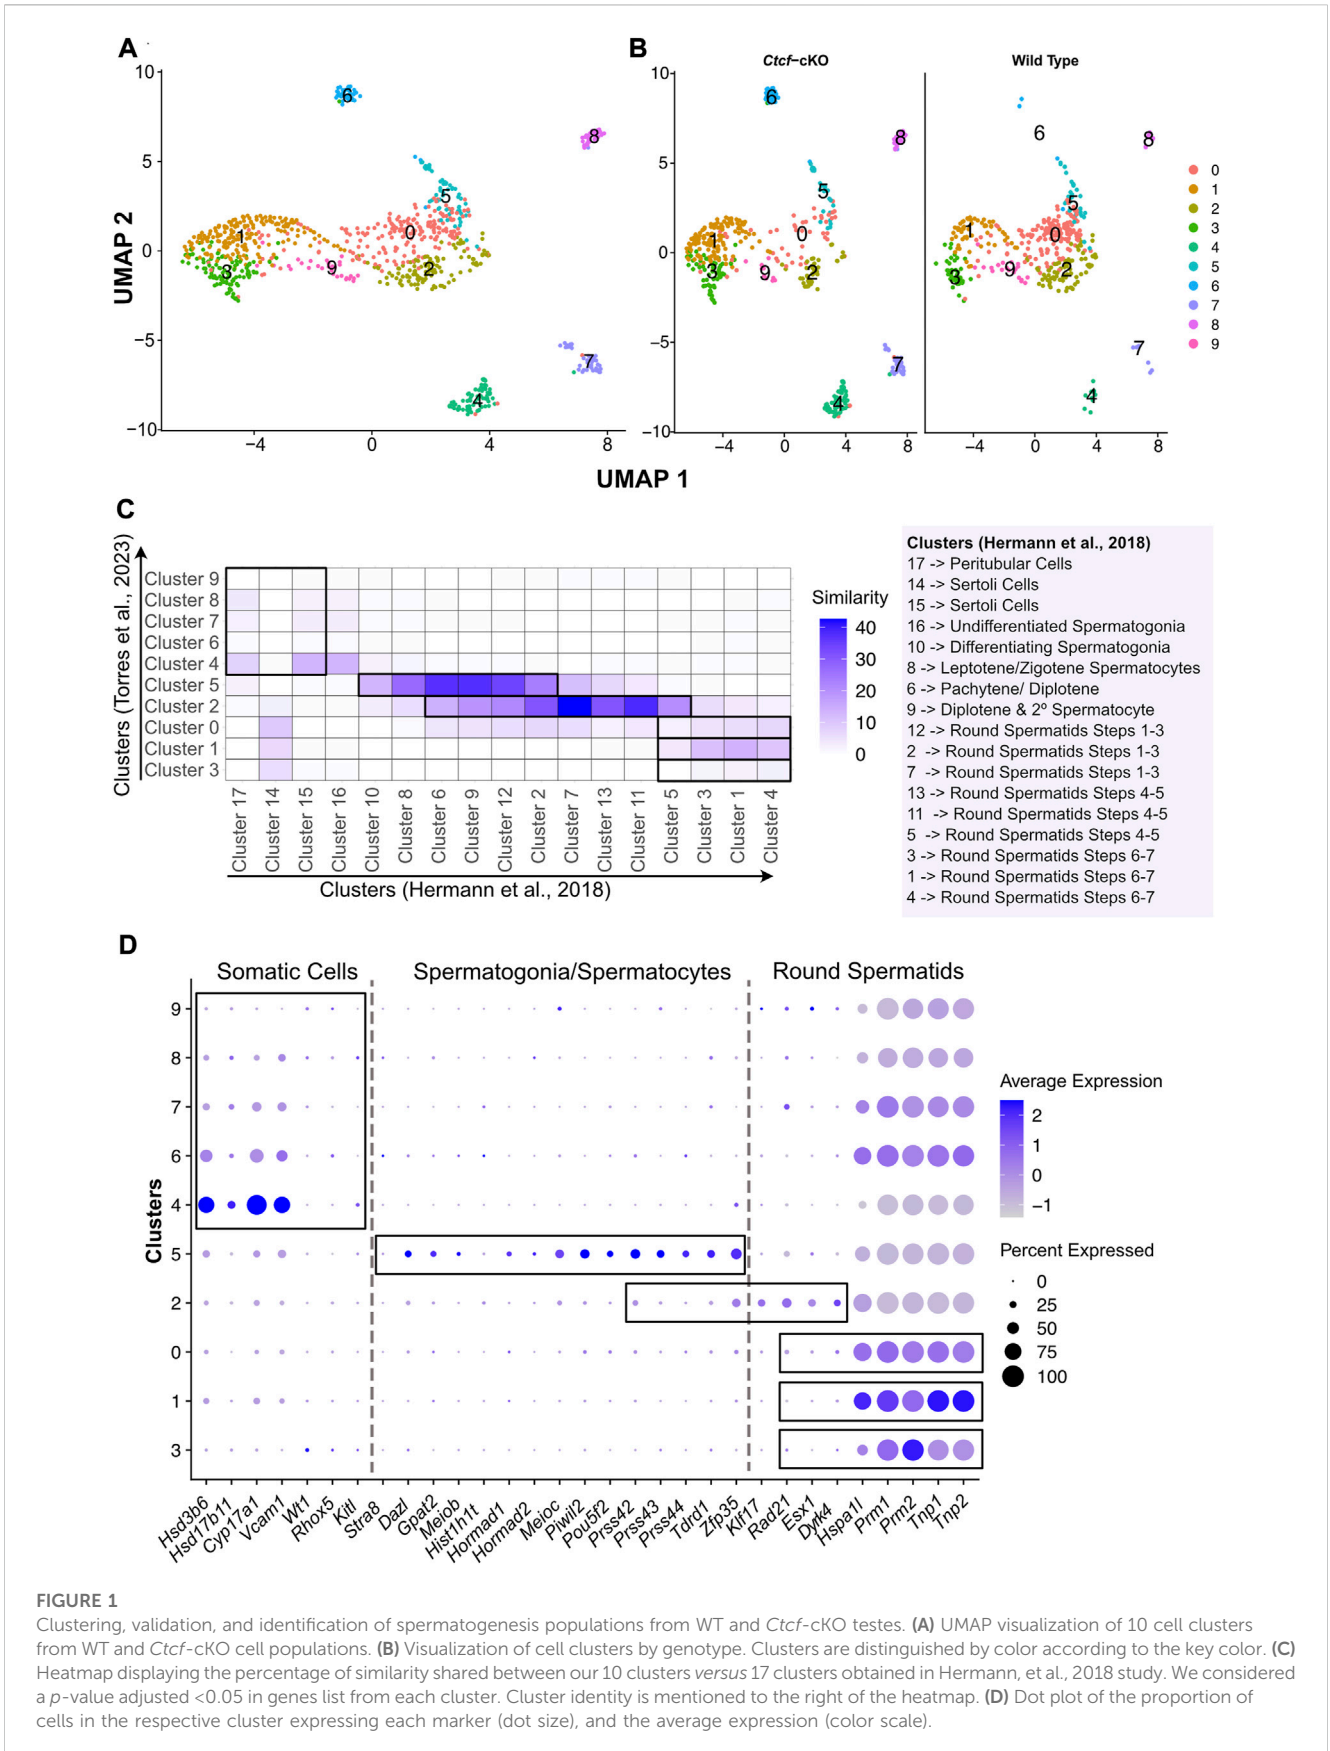 A
B
Ctcf-cKO
Wild Type
10
5
0
−5
−10
−4
0
4
8
UMAP 2
6
8
5
0
1
3
9
2
7
4
10
5
0
−5
−10
−4
0
4
8
6
8
5
0
1
3
9
2
7
4
−4
0
4
8
6
8
5
0
1
3
9
2
7
4
0
1
2
3
4
5
6
7
8
9
UMAP 1
C
Clusters (Torres et al., 2023)
Cluster 9
Cluster 8
Cluster 7
Cluster 6
Cluster 4
Cluster 5
Cluster 2
Cluster 0
Cluster 1
Cluster 3
Cluster 17
Cluster 14
Cluster 15
Cluster 16
Cluster 10
Cluster 8
Cluster 6
Cluster 9
Cluster 12
Cluster 2
Cluster 7
Cluster 13
Cluster 11
Cluster 5
Cluster 3
Cluster 1
Cluster 4
Clusters (Hermann et al., 2018)
Similarity
40
30
20
10
0
Clusters (Hermann et al., 2018)
17 -> Peritubular Cells
14 -> Sertoli Cells
15 -> Sertoli Cells
16 -> Undifferentiated Spermatogonia
10 -> Differentiating Spermatogonia
8 -> Leptotene/Zigotene Spermatocytes
6 -> Pachytene/ Diplotene
9 -> Diplotene & 2º Spermatocyte
12 -> Round Spermatids Steps 1-3
2 -> Round Spermatids Steps 1-3
7 -> Round Spermatids Steps 1-3
13 -> Round Spermatids Steps 4-5
11 -> Round Spermatids Steps 4-5
5 -> Round Spermatids Steps 4-5
3 -> Round Spermatids Steps 6-7
1 -> Round Spermatids Steps 6-7
4 -> Round Spermatids Steps 6-7
D
Somatic Cells
Spermatogonia/Spermatocytes
Round Spermatids
Clusters
9
8
7
6
4
5
2
0
1
3
Hsd3b6
Hsd17b11
Cyp17a1
Vcam1
Wt1
Rhox5
Kitl
Stra8
Dazl
Gpat2
Meiob
Hist1h1t
Hormad1
Hormad2
Meioc
Piwil2
Pou5f2
Prss42
Prss43
Prss44
Tdrd1
Zfp35
Klf17
Rad21
Esx1
Dyrk4
Hspa1l
Prm1
Prm2
Tnp1
Tnp2
Average Expression
2
1
0
−1
Percent Expressed
0
25
50
75
100
FIGURE 1
Clustering, validation, and identification of spermatogenesis populations from WT and Ctcf-cKO testes. (A) UMAP visualization of 10 cell clusters
from WT and Ctcf-cKO cell populations. (B) Visualization of cell clusters by genotype. Clusters are distinguished by color according to the key color. (C)
Heatmap displaying the percentage of similarity shared between our 10 clusters versus 17 clusters obtained in Hermann, et al., 2018 study. We considered
a p-value adjusted <0.05 in genes list from each cluster. Cluster identity is mentioned to the right of the heatmap. (D) Dot plot of the proportion of
cells in the respective cluster expressing each marker (dot size), and the average expression (color scale).